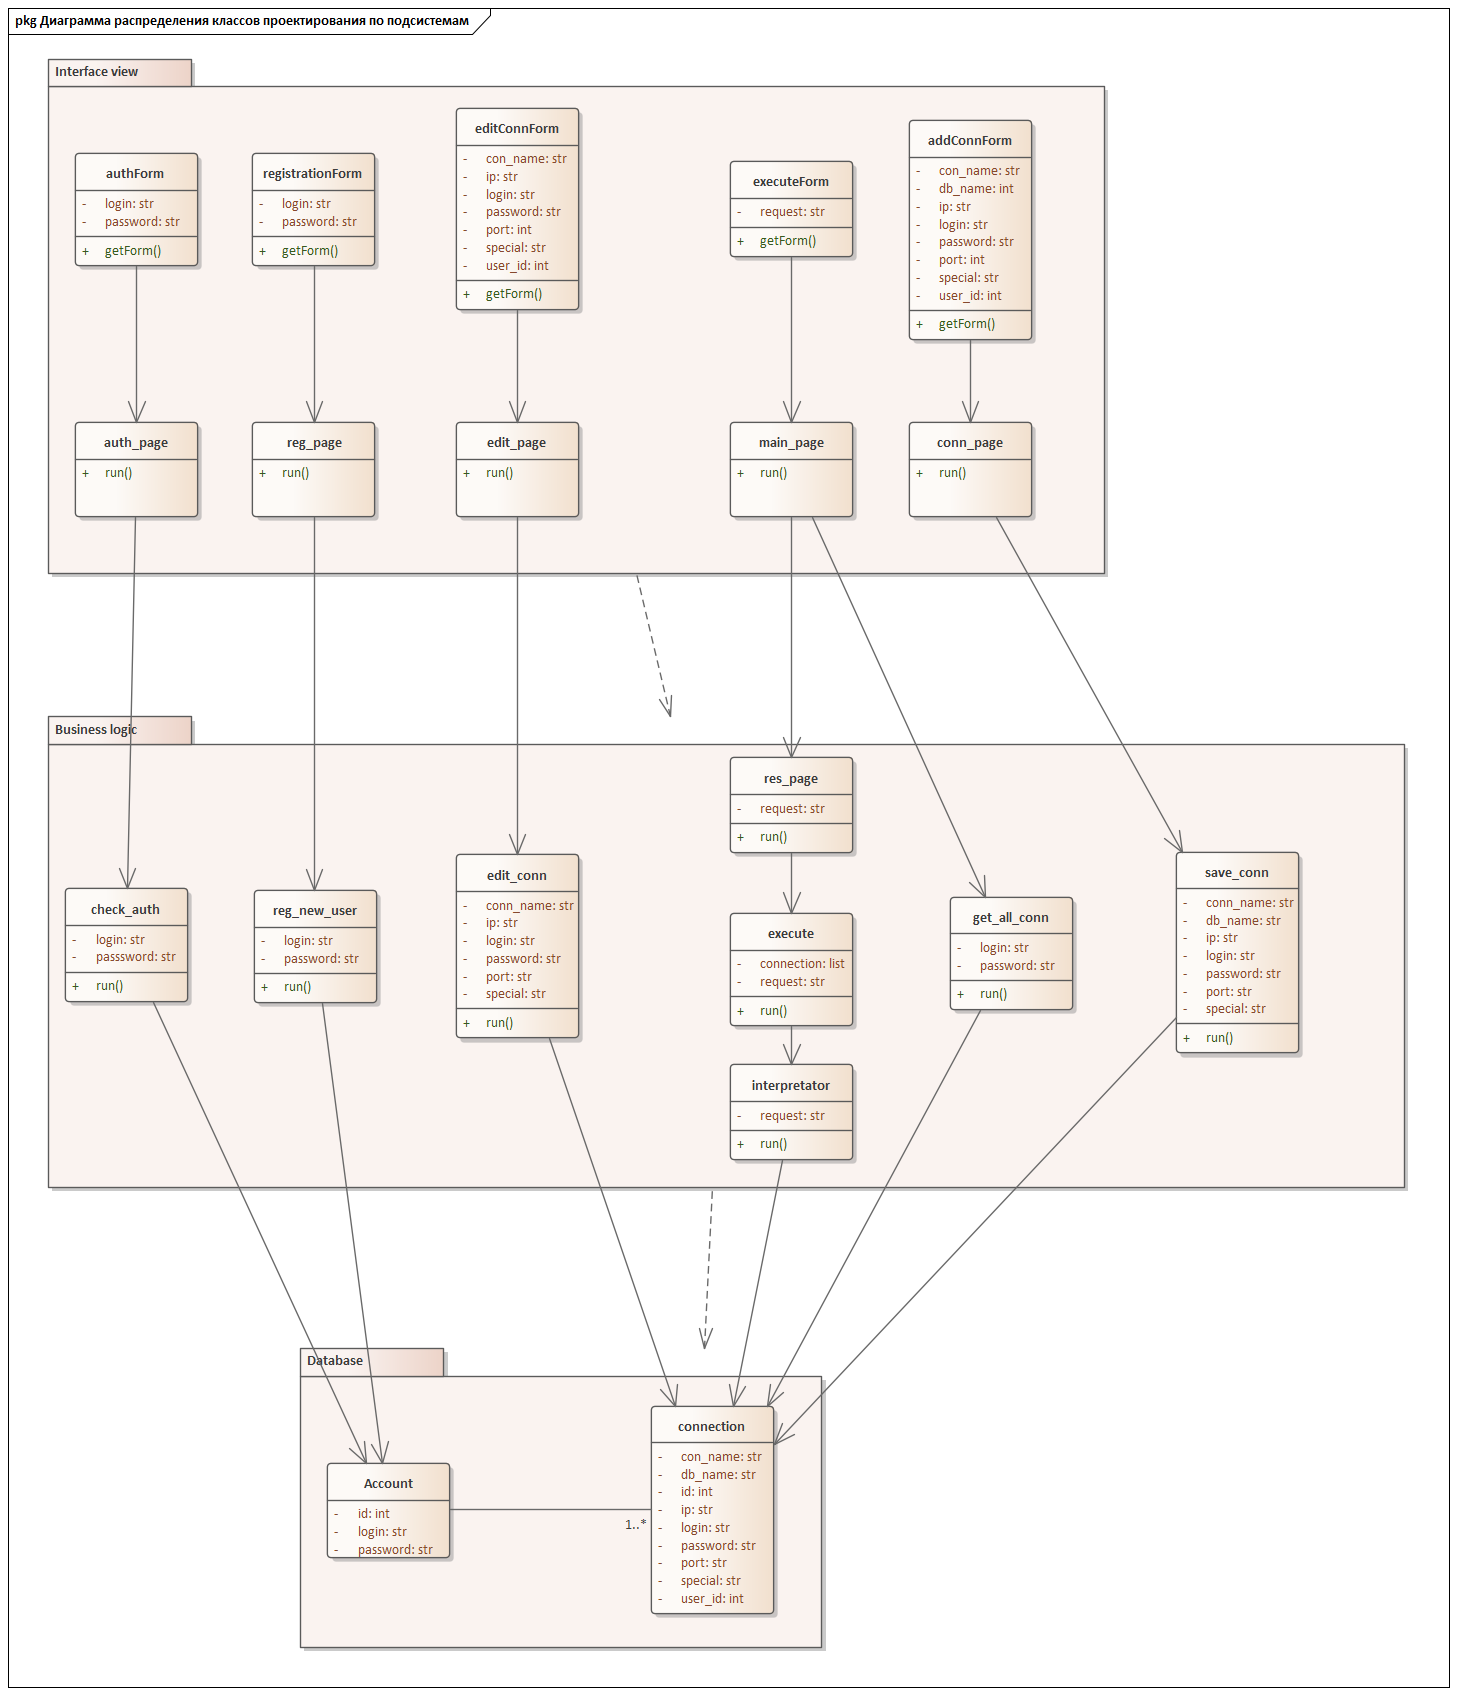 pkg Диаграмма распределения классов проектирования по подсистемам
Interface view
authForm
- login: str
- password: str
+ getForm()
registrationForm
- login: str
- password: str
+ getForm()
editConnForm
- con_name: str
- ip: str
- login: str
- password: str
- port: int
- special: str
- user_id: int
+ getForm()
executeForm
- request: str
+ getForm()
addConnForm
- con_name: str
- db_name: int
- ip: str
- login: str
- password: str
- port: int
- special: str
- user_id: int
+ getForm()
auth_page
+ run()
reg_page
+ run()
edit_page
+ run()
main_page
+ run()
conn_page
+ run()
Business logic
check_auth
- login: str
- passsword: str
+ run()
reg_new_user
- login: str
- password: str
+ run()
edit_conn
- conn_name: str
- ip: str
- login: str
- password: str
- port: str
- special: str
+ run()
res_page
- request: str
+ run()
execute
- connection: list
- request: str
+ run()
interpretator
- request: str
+ run()
get_all_conn
- login: str
- password: str
+ run()
save_conn
- conn_name: str
- db_name: str
- ip: str
- login: str
- password: str
- port: str
- special: str
+ run()
Database
Account
- id: int
- login: str
- password: str
1..*
connection
- con_name: str
- db_name: str
- id: int
- ip: str
- login: str
- password: str
- port: str
- special: str
- user_id: int